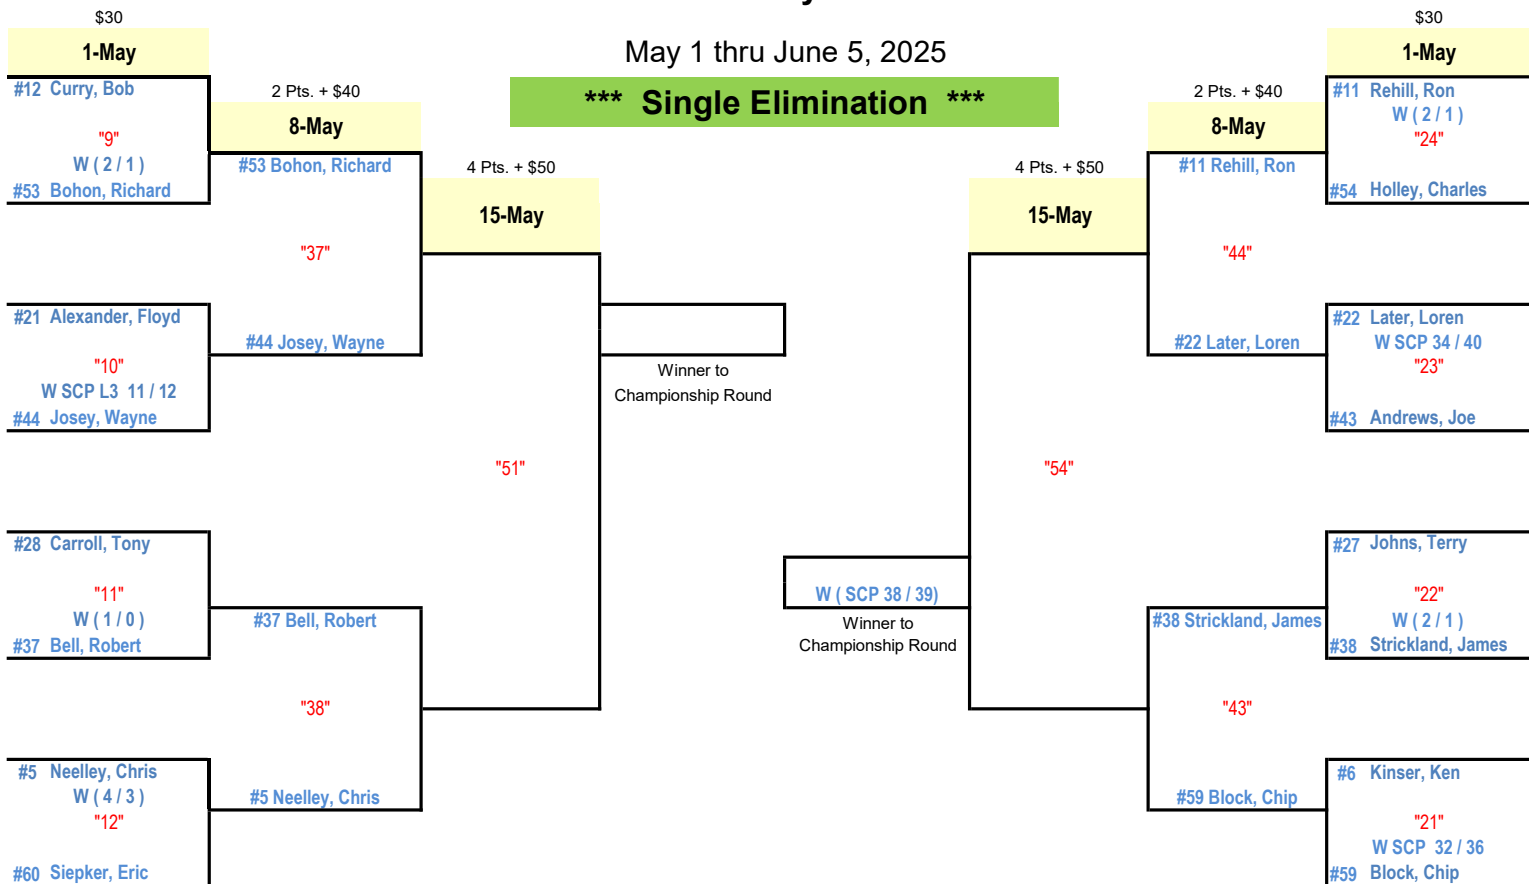 $30
1-May
#12 Curry, Bob
"9"
W ( 2 / 1 )
#53 Bohon, Richard
#21 Alexander, Floyd
"10"
W SCP L3 11 / 12
#44 Josey, Wayne
#28 Carroll, Tony
"11"
W ( 1 / 0 )
#37 Bell, Robert
#5 Neelley, Chris
W ( 4 / 3 )
"12"
#60 Siepker, Eric
2 Pts. + $40
8-May
#53 Bohon, Richard
"37"
#44 Josey, Wayne
#37 Bell, Robert
"38"
#5 Neelley, Chris
4 Pts. + $50
15-May
"51"
May 1 thru June 5, 2025
*** Single Elimination ***
Winner to
Championship Round
W ( SCP 38 / 39)
Winner to
Championship Round
4 Pts. + $50
15-May
"54"
2 Pts. + $40
8-May
#11 Rehill, Ron
"44"
#22 Later, Loren
#38 Strickland, James
"43"
#59 Block, Chip
$30
1-May
#11 Rehill, Ron
W ( 2 / 1 )
"24"
#54 Holley, Charles
#22 Later, Loren
W SCP 34 / 40
"23"
#43 Andrews, Joe
#27 Johns, Terry
"22"
W ( 2 / 1 )
#38 Strickland, James
#6 Kinser, Ken
"21"
W SCP 32 / 36
#59 Block, Chip